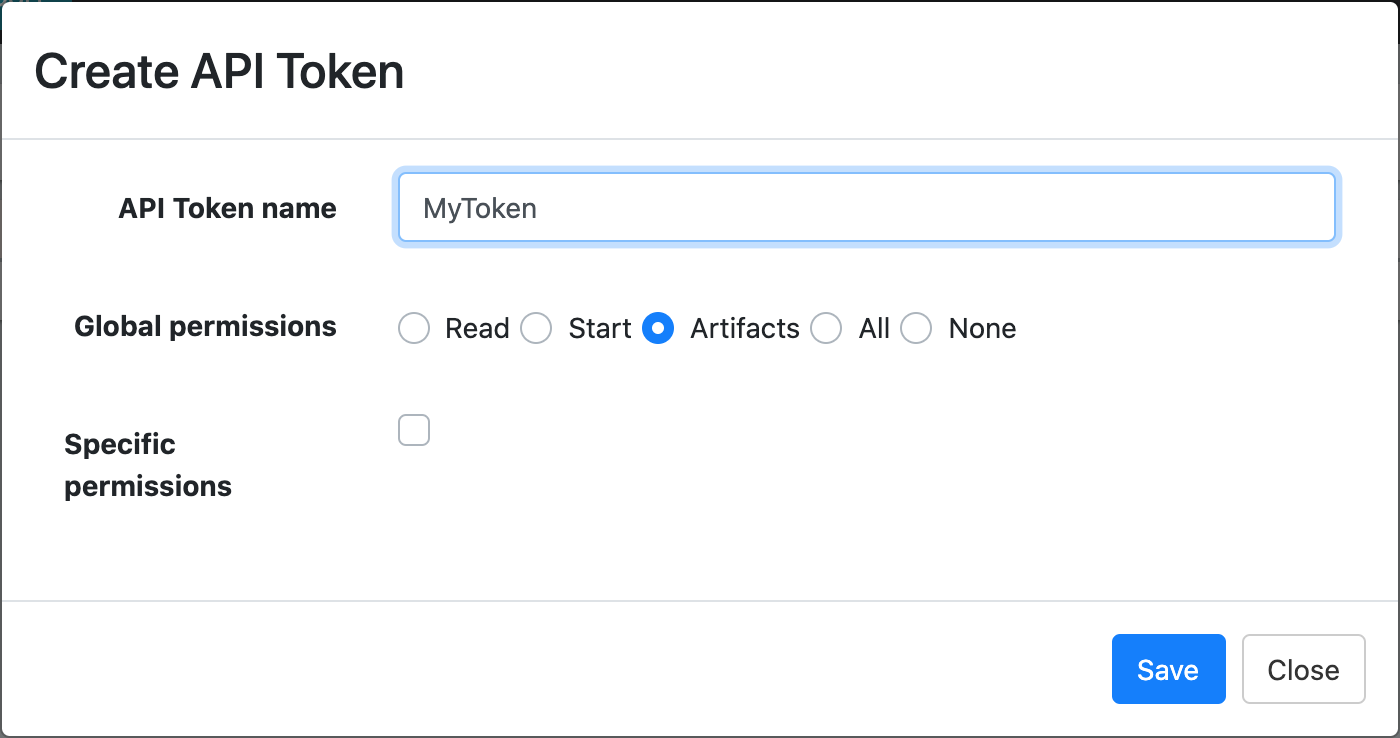 Create API Token
API Token name
MyToken
Global permissions
Read Start Artifacts All None
Specific
permissions
Save Close